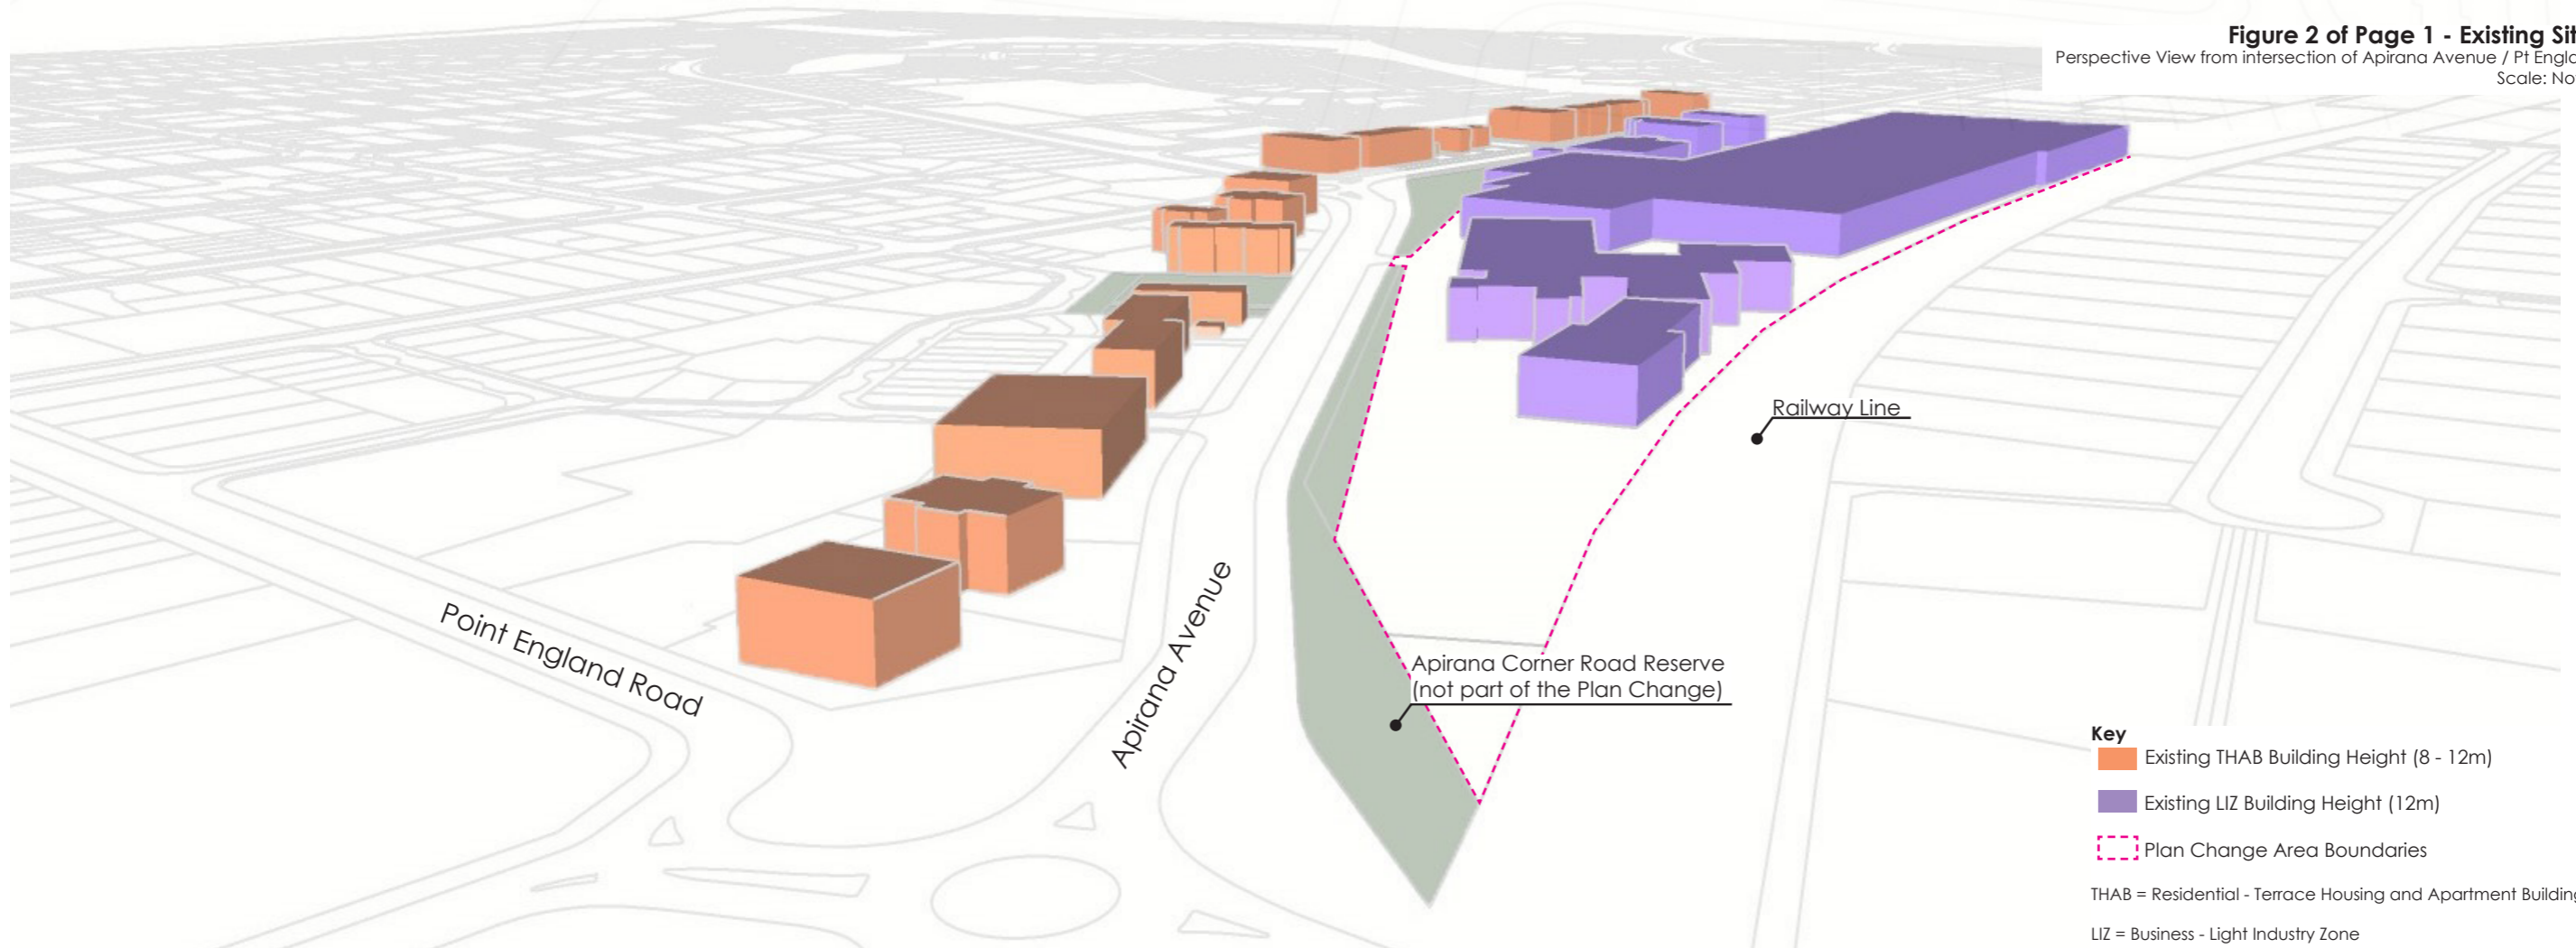 Figure 2 of Page 1 - Existing Sit
Perspective View from intersection of Apirana Avenue / Pt Engla
Scale: No
Railway Line
Point England Road
Apirana Avenue
Apirana Corner Road Reserve
(not part of the Plan Change)
Key
Existing THAB Building Height (8 - 12m)
Existing LIZ Building Height (12m)
Plan Change Area Boundaries
THAB = Residential - Terrace Housing and Apartment Building
LIZ = Business - Light Industry Zone